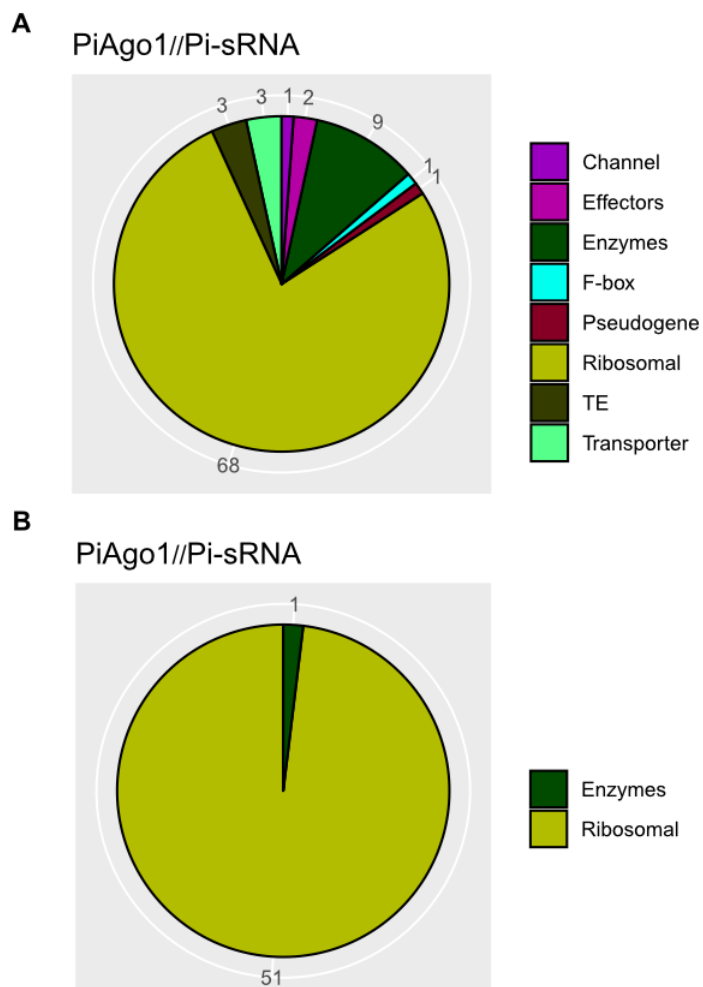 A
PiAgo1//Pi-sRNA
3 3 1 2
9
1
1
68
Channel
Effectors
Enzymes
F-box
Pseudogene
Ribosomal
TE
Transporter
B
PiAgo1//Pi-sRNA
1
51
Enzymes
Ribosomal